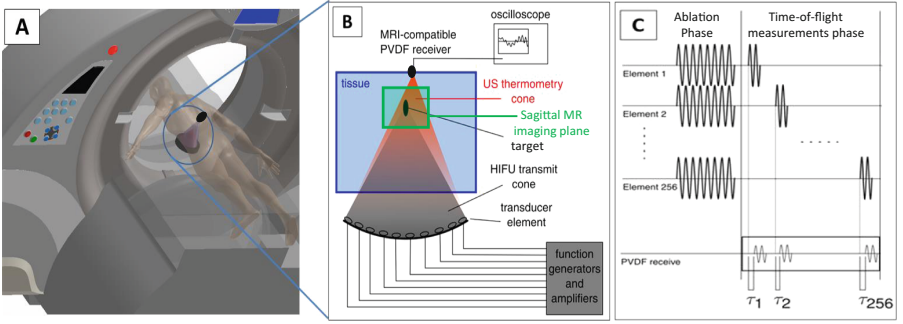 A
B
oscilloscope
MRI-compatible
PVDF receiver
tissue
US thermometry
cone
Sagittal MR
imaging plane
target
HIFU transmit
cone
transducer
element
function
generators
and
amplifiers
C
Ablation
Phase
Time-of-flight
measurements phase
Element 1
Element 2
Element 256
PVDF receive
τ1
τ2
τ256